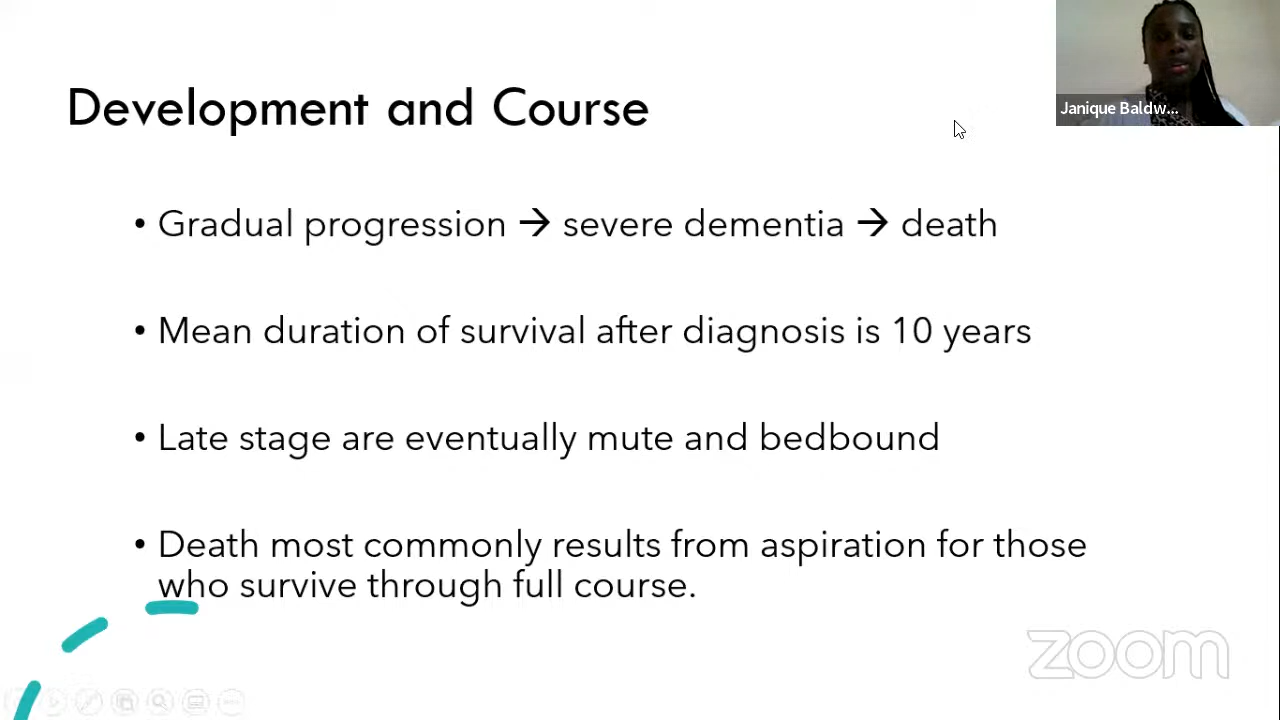 Janique Baldw...
Development and Course
• Gradual progression → severe dementia → death
• Mean duration of survival after diagnosis is 10 years
• Late stage are eventually mute and bedbound
• Death most commonly results from aspiration for those
who survive through full course.
zoom